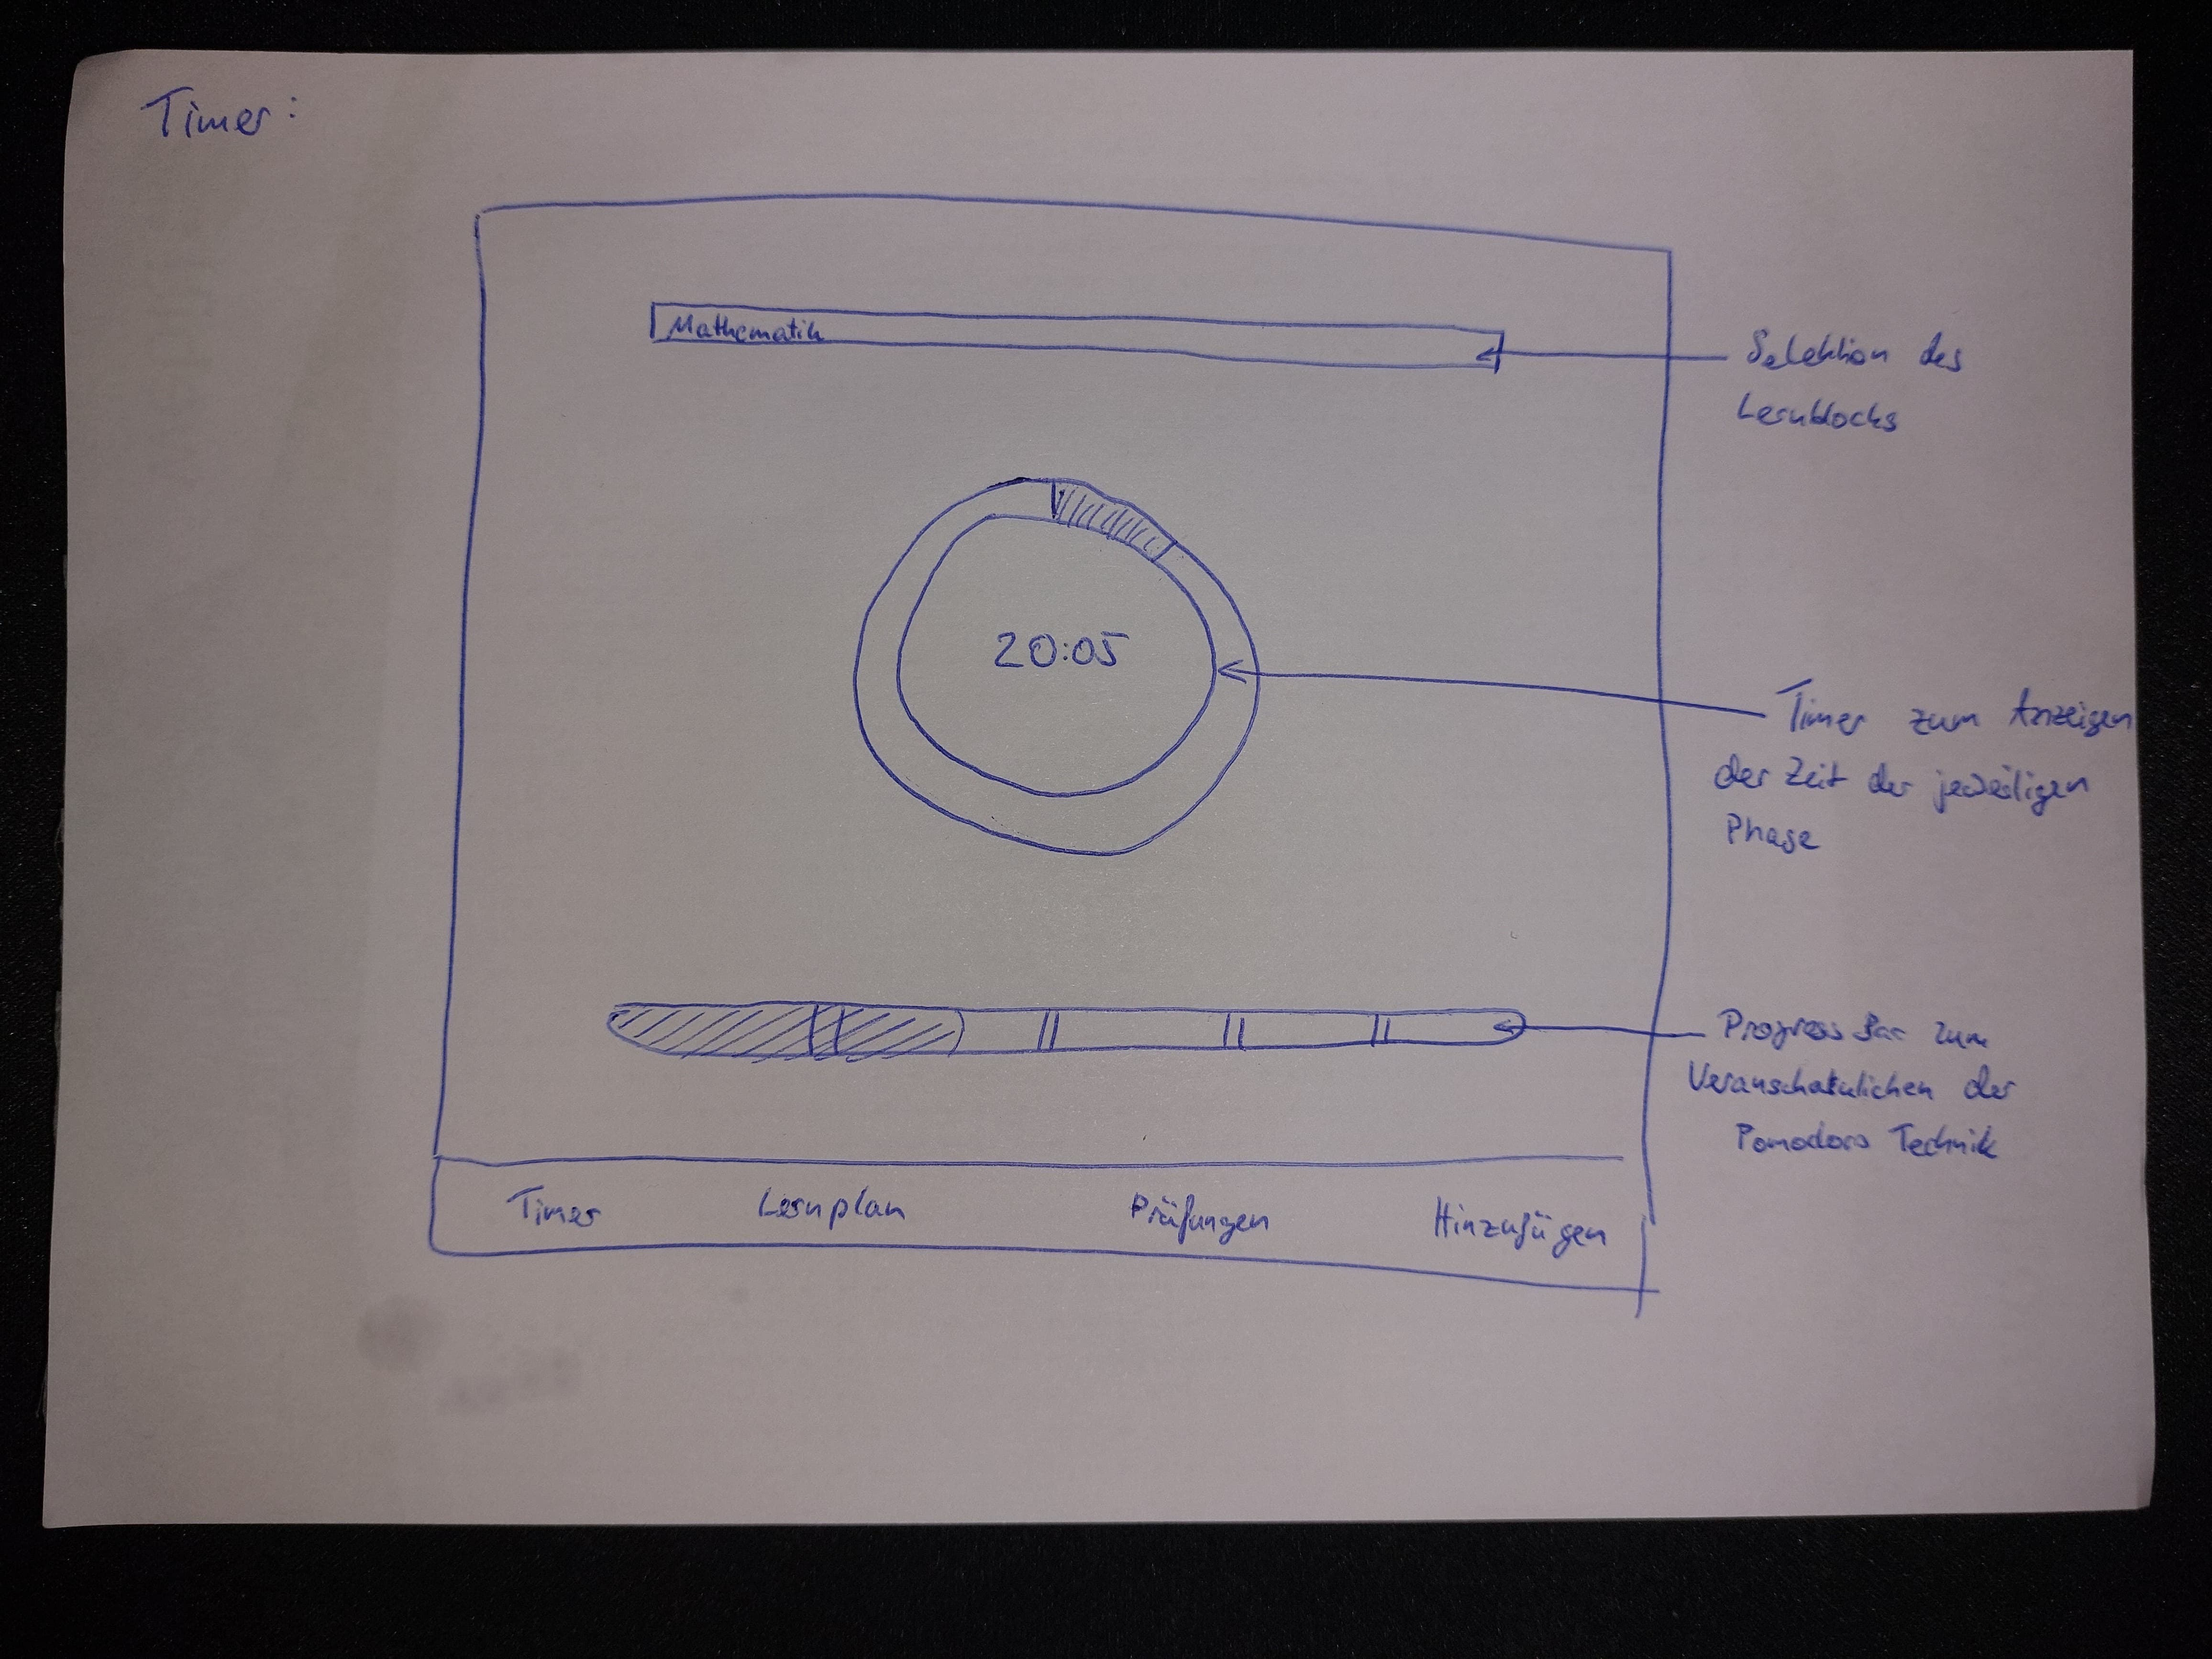 Timer:
Mathematik
Selektion des
Lernblocks
20:05
Timer zum Anzeigen
der Zeit der jeweiligen
Phase
Progress Bar zum
Veranschaulichen der
Pomodoro Technik
Timer Lernplan Prüfungen Hinzufügen